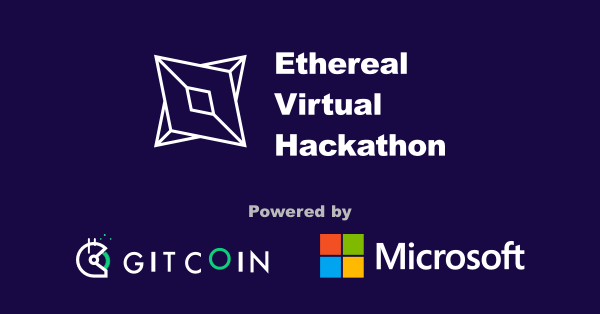 Ethereal
Virtual
Hackathon
Powered by
GITCOIN Microsoft